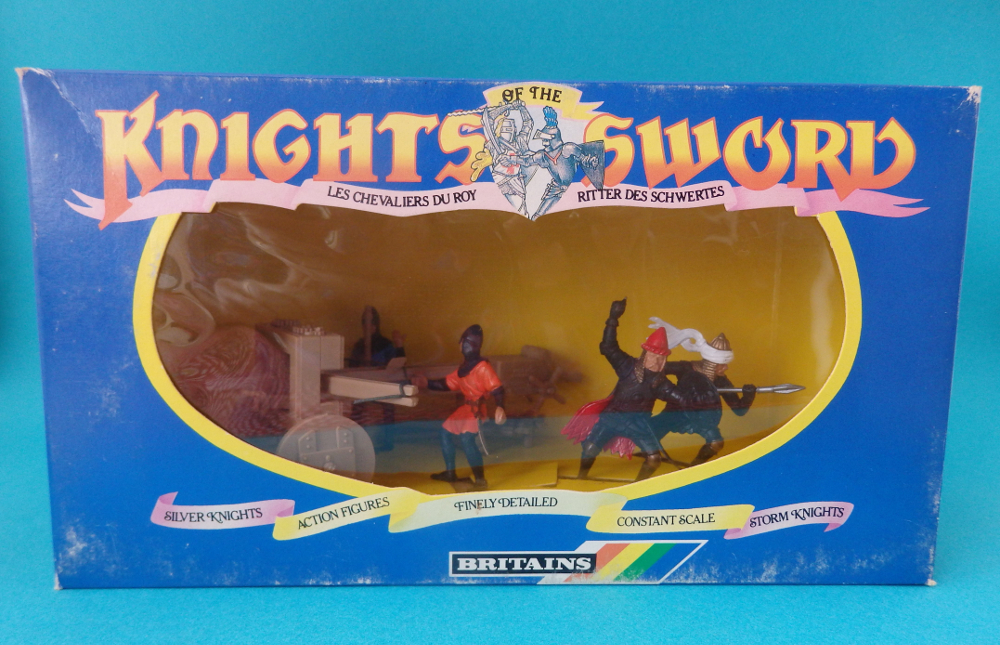 OF THE
KNIGHTS SWORD
LES CHEVALIERS DU ROY
RITTER DES SCHWERTES
SILVER KNIGHTS
ACTION FIGURES
FINELY DETAILED
CONSTANT SCALE
STORM KNIGHTS
BRITAINS